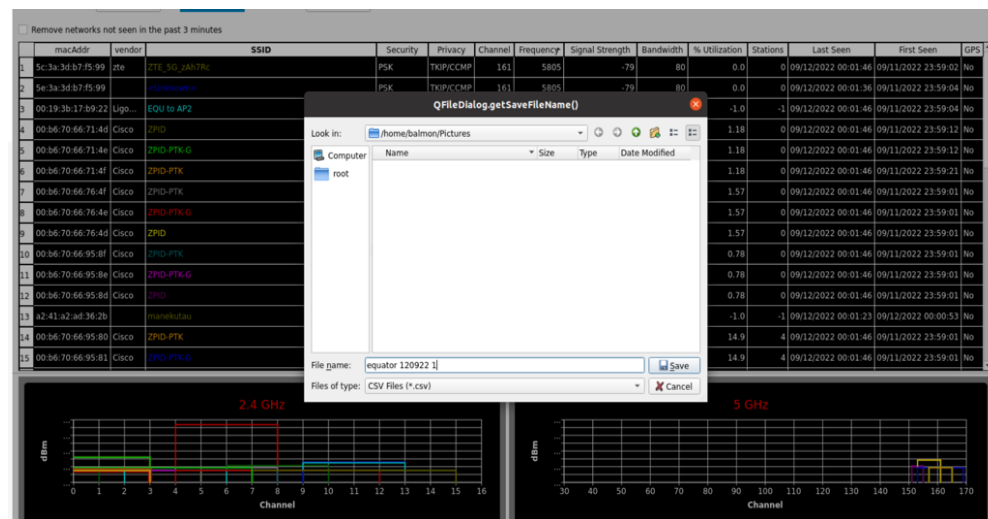 Remove networks not seen in the past 3 minutes
macAddr vendor SSID Security Privacy Channel Frequency Signal Strength Bandwidth % Utilization Stations Last Seen First Seen GPS
1 5c:3a:3d:b7:f5:99 zte ZTE_5G_zAh7Rc PSK TKIP/CCMP 161 5805 -79 80 0.0 0 09/12/2022 00:01:46 09/11/2022 23:59:02 No
2 5e:3a:3d:b7:f5:99 PSK TKIP/CCMP 161 5805 -79 80 0.0 0 09/12/2022 00:01:36 09/11/2022 23:59:04 No
3 00:19:3b:17:b9:22 Ligo... EQU to AP2 -1.0 -1 09/12/2022 00:01:46 09/11/2022 23:59:04 No
4 00:b6:70:66:71:4d Cisco ZPID 1.18 0 09/12/2022 00:01:46 09/11/2022 23:59:12 No
5 00:b6:70:66:71:4e Cisco ZPID-PTK-G 1.18 0 09/12/2022 00:01:46 09/11/2022 23:59:12 No
6 00:b6:70:66:71:4f Cisco ZPID-PTK 1.18 0 09/12/2022 00:01:46 09/11/2022 23:59:21 No
7 00:b6:70:66:76:4f Cisco ZPID-PTK 1.57 0 09/12/2022 00:01:46 09/11/2022 23:59:01 No
8 00:b6:70:66:76:4e Cisco ZPID-PTK-G 1.57 0 09/12/2022 00:01:46 09/11/2022 23:59:01 No
9 00:b6:70:66:76:4d Cisco ZPID 1.57 0 09/12/2022 00:01:46 09/11/2022 23:59:01 No
10 00:b6:70:66:95:8f Cisco ZPID-PTK 0.78 0 09/12/2022 00:01:46 09/11/2022 23:59:01 No
11 00:b6:70:66:95:8e Cisco ZPID-PTK-G 0.78 0 09/12/2022 00:01:46 09/11/2022 23:59:01 No
12 00:b6:70:66:95:8d Cisco ZPID 0.78 0 09/12/2022 00:01:46 09/11/2022 23:59:01 No
13 a2:41:a2:ad:36:2b manekutau -1.0 -1 09/12/2022 00:01:23 09/12/2022 00:00:53 No
14 00:b6:70:66:95:80 Cisco ZPID-PTK 14.9 4 09/12/2022 00:01:46 09/11/2022 23:59:01 No
15 00:b6:70:66:95:81 Cisco ZPID-PTK-G 14.9 4 09/12/2022 00:01:46 09/11/2022 23:59:01 No
QFileDialog.getSaveFileName()
Look in: /home/balmon/Pictures
Computer
root
Name Size Type Date Modified
File name: equator 120922 1 Save
Files of type: CSV Files (*.csv) Cancel
2.4 GHz
dBm
... ... ...
0 1 2 3 4 5 6 7 8 9 10 11 12 13 14 15 16
Channel
5 GHz
dBm
... ... ...
30 40 50 60 70 80 90 100 110 120 130 140 150 160 170
Channel